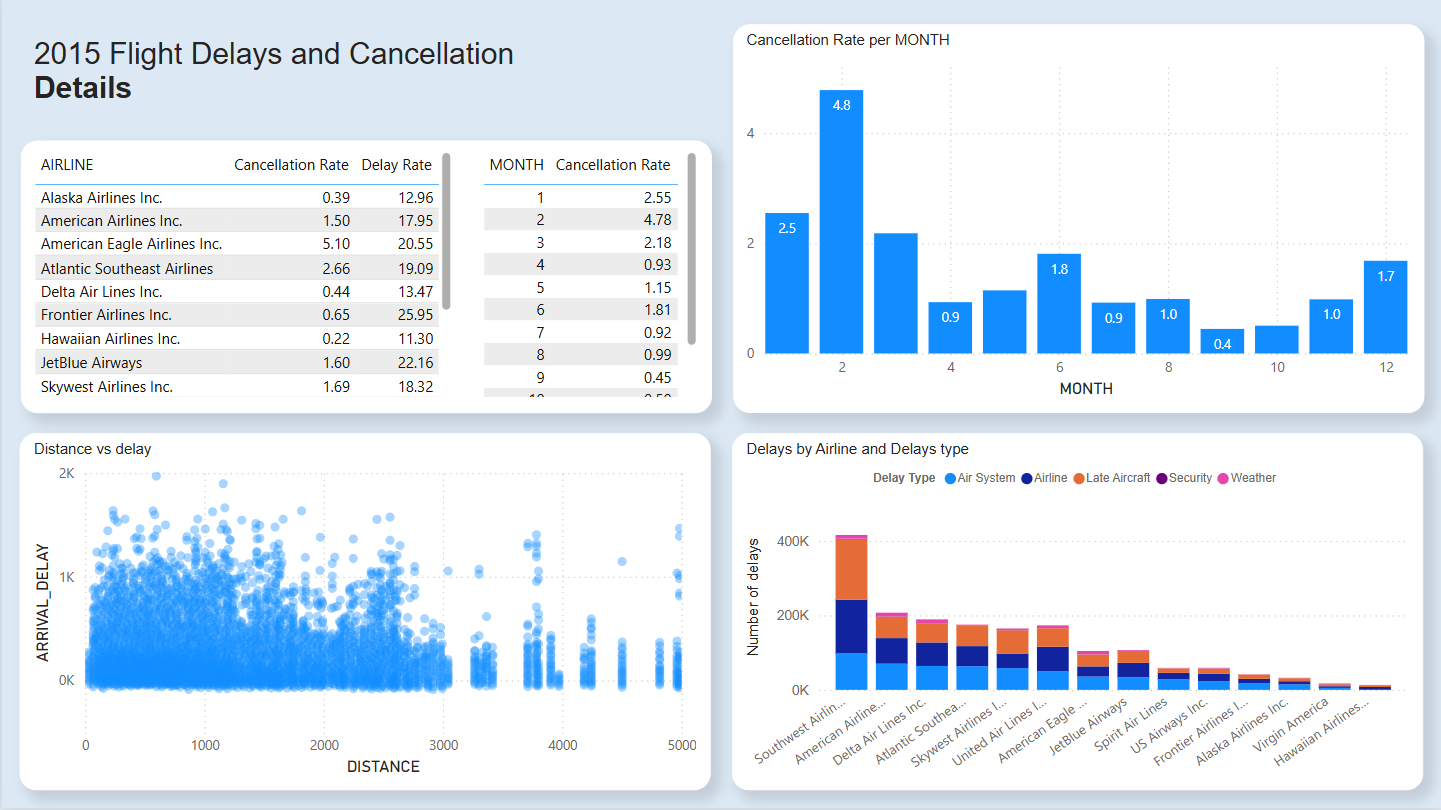 2015 Flight Delays and Cancellation
Details
AIRLINE Cancellation Rate Delay Rate
Alaska Airlines Inc. 0.39 12.96
American Airlines Inc. 1.50 17.95
American Eagle Airlines Inc. 5.10 20.55
Atlantic Southeast Airlines 2.66 19.09
Delta Air Lines Inc. 0.44 13.47
Frontier Airlines Inc. 0.65 25.95
Hawaiian Airlines Inc. 0.22 11.30
JetBlue Airways 1.60 22.16
Skywest Airlines Inc. 1.69 18.32
MONTH Cancellation Rate
1 2.55
2 4.78
3 2.18
4 0.93
5 1.15
6 1.81
7 0.92
8 0.99
9 0.45
Cancellation Rate per MONTH
4
2
0
2.5
4.8
0.9
1.8
0.9
1.0
0.4
1.0
1.7
2 4 6 8 10 12
MONTH
Distance vs delay
ARRIVAL_DELAY
2K
1K
0K
0 1000 2000 3000 4000 5000
DISTANCE
Delays by Airline and Delays type
Delay Type Air System Airline Late Aircraft Security Weather
Number of delays
400K
200K
0K
Southwest Airlin...
American Airline...
Delta Air Lines Inc.
Atlantic Southea...
Skywest Airlines I...
United Air Lines I...
American Eagle ...
JetBlue Airways
Spirit Air Lines
US Airways Inc.
Frontier Airlines I...
Alaska Airlines Inc.
Virgin America
Hawaiian Airlines...